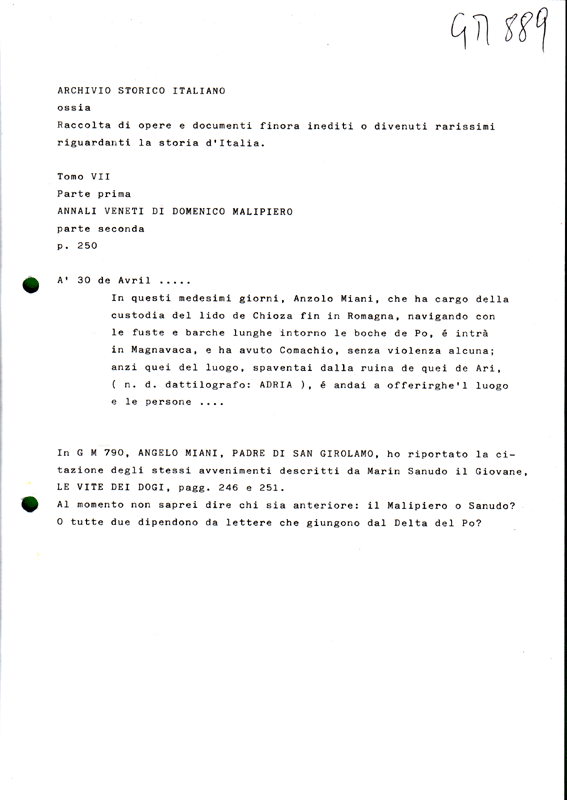 GM 889
ARCHIVIO STORICO ITALIANO
ossia
Raccolta di opere e documenti finora inediti o divenuti rarissimi
riguardanti la storia d'Italia.
Tomo VII
Parte prima
ANNALI VENETI DI DOMENICO MALIPIERO
parte seconda
p. 250
A' 30 de Avril .....
In questi medesimi giorni, Anzolo Miani, che ha cargo della
custodia del lido de Chioza fin in Romagna, navigando con
le fuste e barche lunghe intorno le boche de Po, é intrà
in Magnavaca, e ha avuto Comachio, senza violenza alcuna;
anzi quei del luogo, spaventai dalla ruina de quei de Ari,
( n. d. dattilografo: ADRIA ), é andai a offerirghe'l luogo
e le persone ....
In G M 790, ANGELO MIANI, PADRE DI SAN GIROLAMO, ho riportato la ci-
tazione degli stessi avvenimenti descritti da Marin Sanudo il Giovane,
LE VITE DEI DOGI, pagg. 246 e 251.
Al momento non saprei dire chi sia anteriore: il Malipiero o Sanudo?
O tutte due dipendono da lettere che giungono dal Delta del Po?